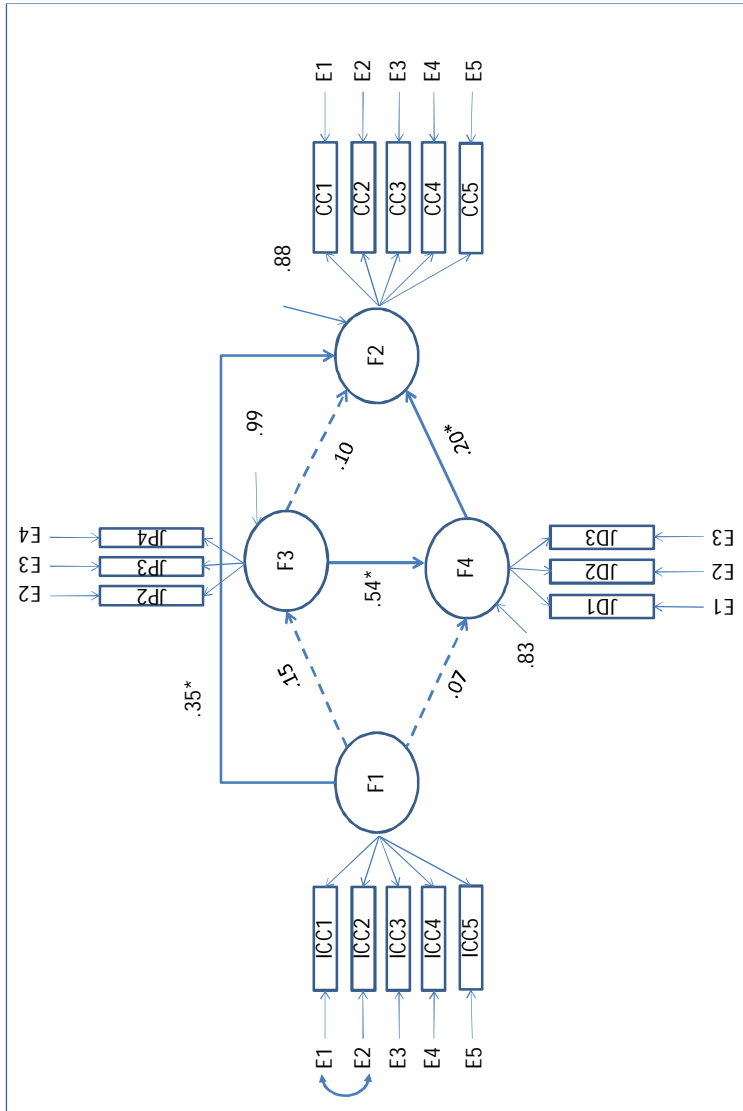 E1
E2
E3
E4
E5
CC1
CC2
CC3
CC4
CC5
.88
F2
.99
.10
.20*
E4
E3
E2
JP4
JP3
JP2
F3
.54*
F4
JD3
JD2
JD1
E3
E2
E1
.83
.35*
.15
.07
F1
ICC1
ICC2
ICC3
ICC4
ICC5
E1
E2
E3
E4
E5